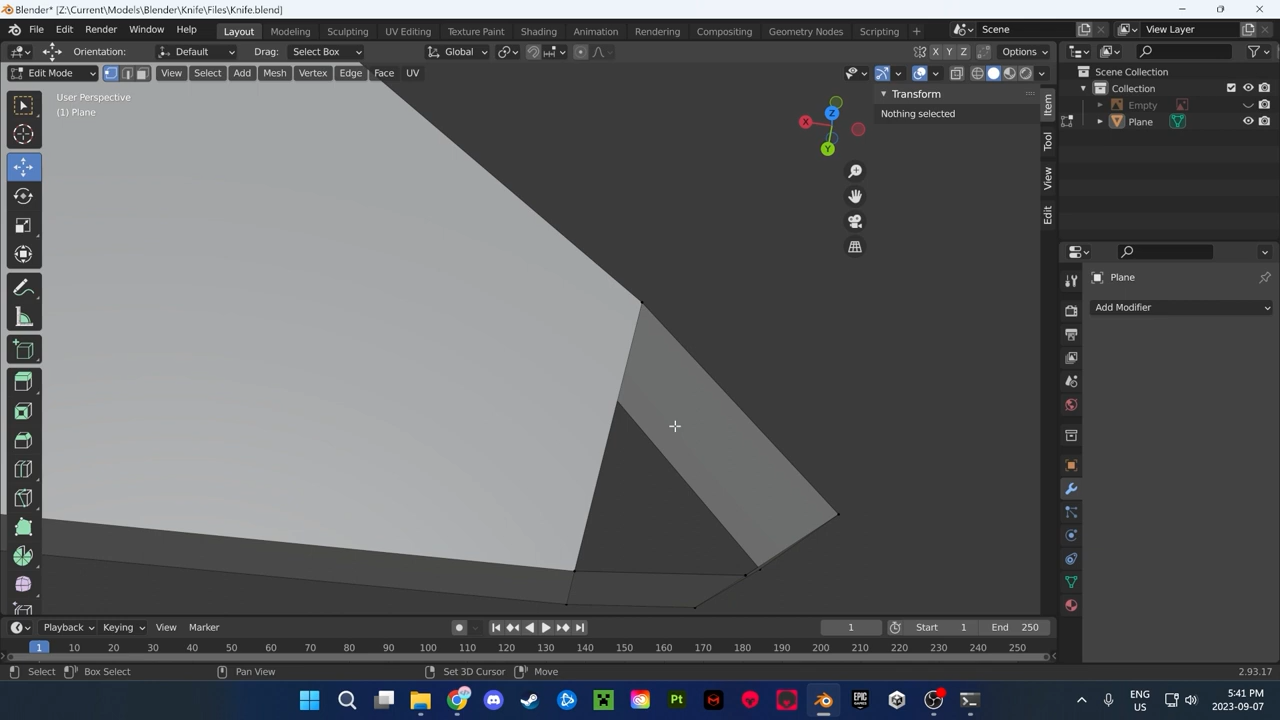 Blender* [Z:\Current\Models\Blender\Knife\Files\Knife.blend]
File Edit Render Window Help Layout Modeling Sculpting UV Editing Texture Paint Shading Animation Rendering Compositing Geometry Nodes Scripting + Scene View Layer
Orientation: Default Drag: Select Box Global X Y Z Options
Edit Mode View Select Add Mesh Vertex Edge Face UV
Scene Collection
Collection
Empty
Plane
User Perspective
(1) Plane
X
Z
Y
Transform
Nothing selected
Item
Tool
View
Edit
Plane
Add Modifier
Playback Keying View Marker 1 Start 1 End 250
1 10 20 30 40 50 60 70 80 90 100 110 120 130 140 150 160 170 180 190 200 210 220 230 240 250
Select Box Select Pan View Set 3D Cursor Move 2.93.17
Pt
EPIC GAMES
ENG
US
5:41 PM
2023-09-07